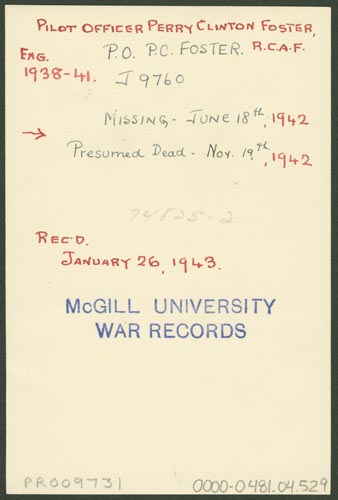 PILOT OFFICER PERRY CLINTON FOSTER,
ENG. P.O. P.C. FOSTER. R.C.A.F.
1938-41. J 9760
MISSING - JUNE 18th, 1942
→ Presumed Dead - Nov. 19th, 1942
74525-2
REC'D.
JANUARY 26, 1943.
McGILL UNIVERSITY
WAR RECORDS
PR009731 0000-0481.04.529